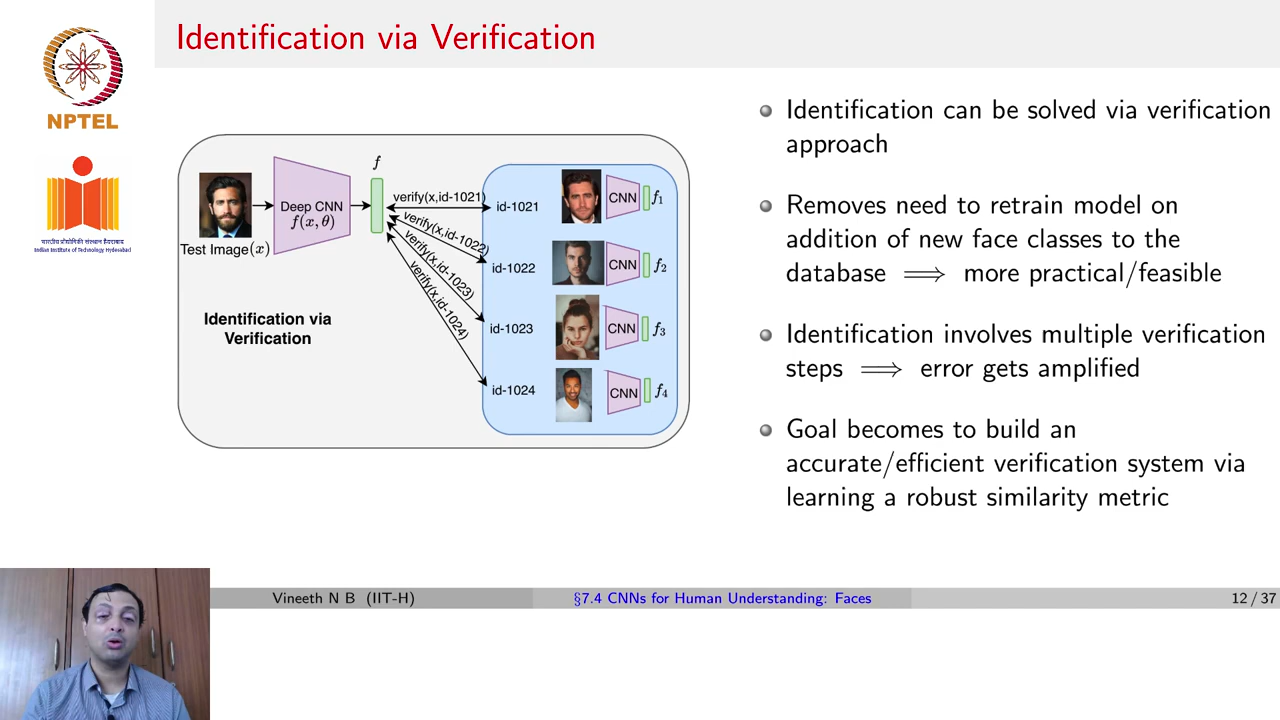 Identification via Verification
NPTEL
भारतीय प्रौद्योगिकी संस्थान हैदराबाद
Indian Institute of Technology Hyderabad
f
Deep CNN
f(x, θ)
Test Image(x)
Identification via
Verification
verify(x,id-1021)
verify(x,id-1022)
verify(x,id-1023)
verify(x,id-1024)
id-1021
CNN
f₁
id-1022
CNN
f₂
id-1023
CNN
f₃
id-1024
CNN
f₄
Identification can be solved via verification
approach
Removes need to retrain model on
addition of new face classes to the
database ⟹ more practical/feasible
Identification involves multiple verification
steps ⟹ error gets amplified
Goal becomes to build an
accurate/efficient verification system via
learning a robust similarity metric
Vineeth N B (IIT-H)
§7.4 CNNs for Human Understanding: Faces
12 / 37